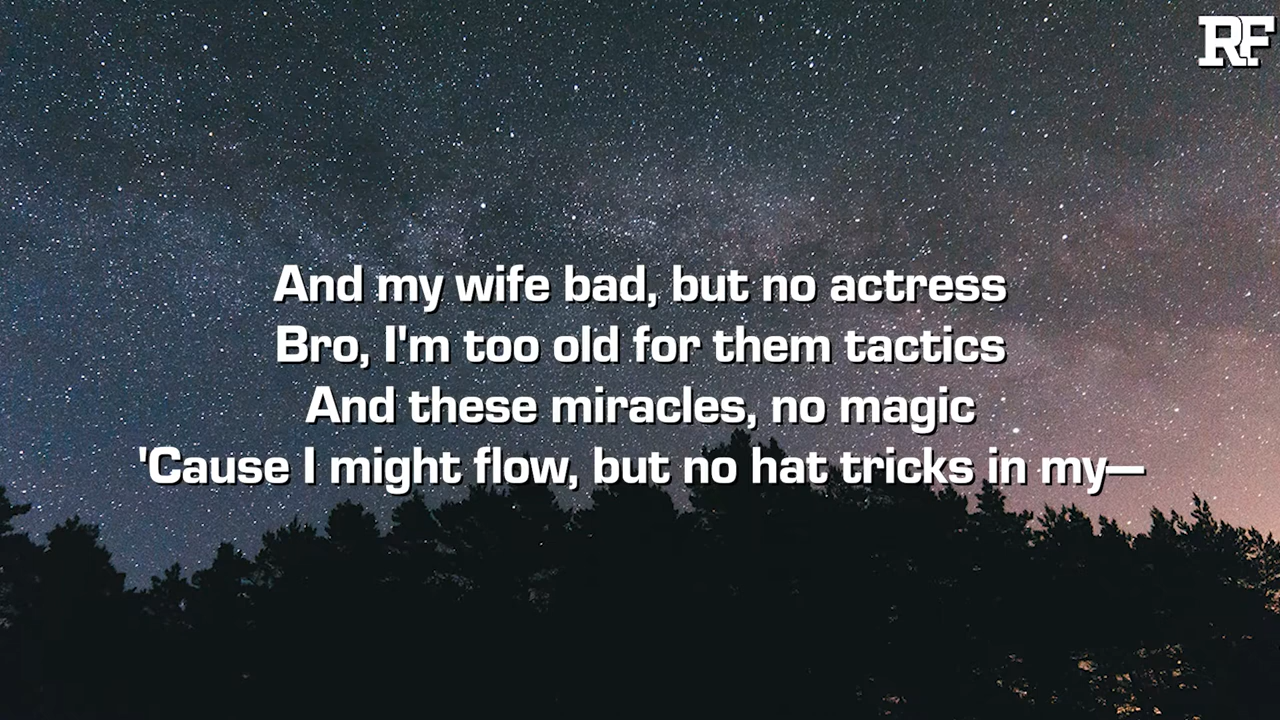 RF
And my wife bad, but no actress
Bro, I'm too old for them tactics
And these miracles, no magic
'Cause I might flow, but no hat tricks in my—